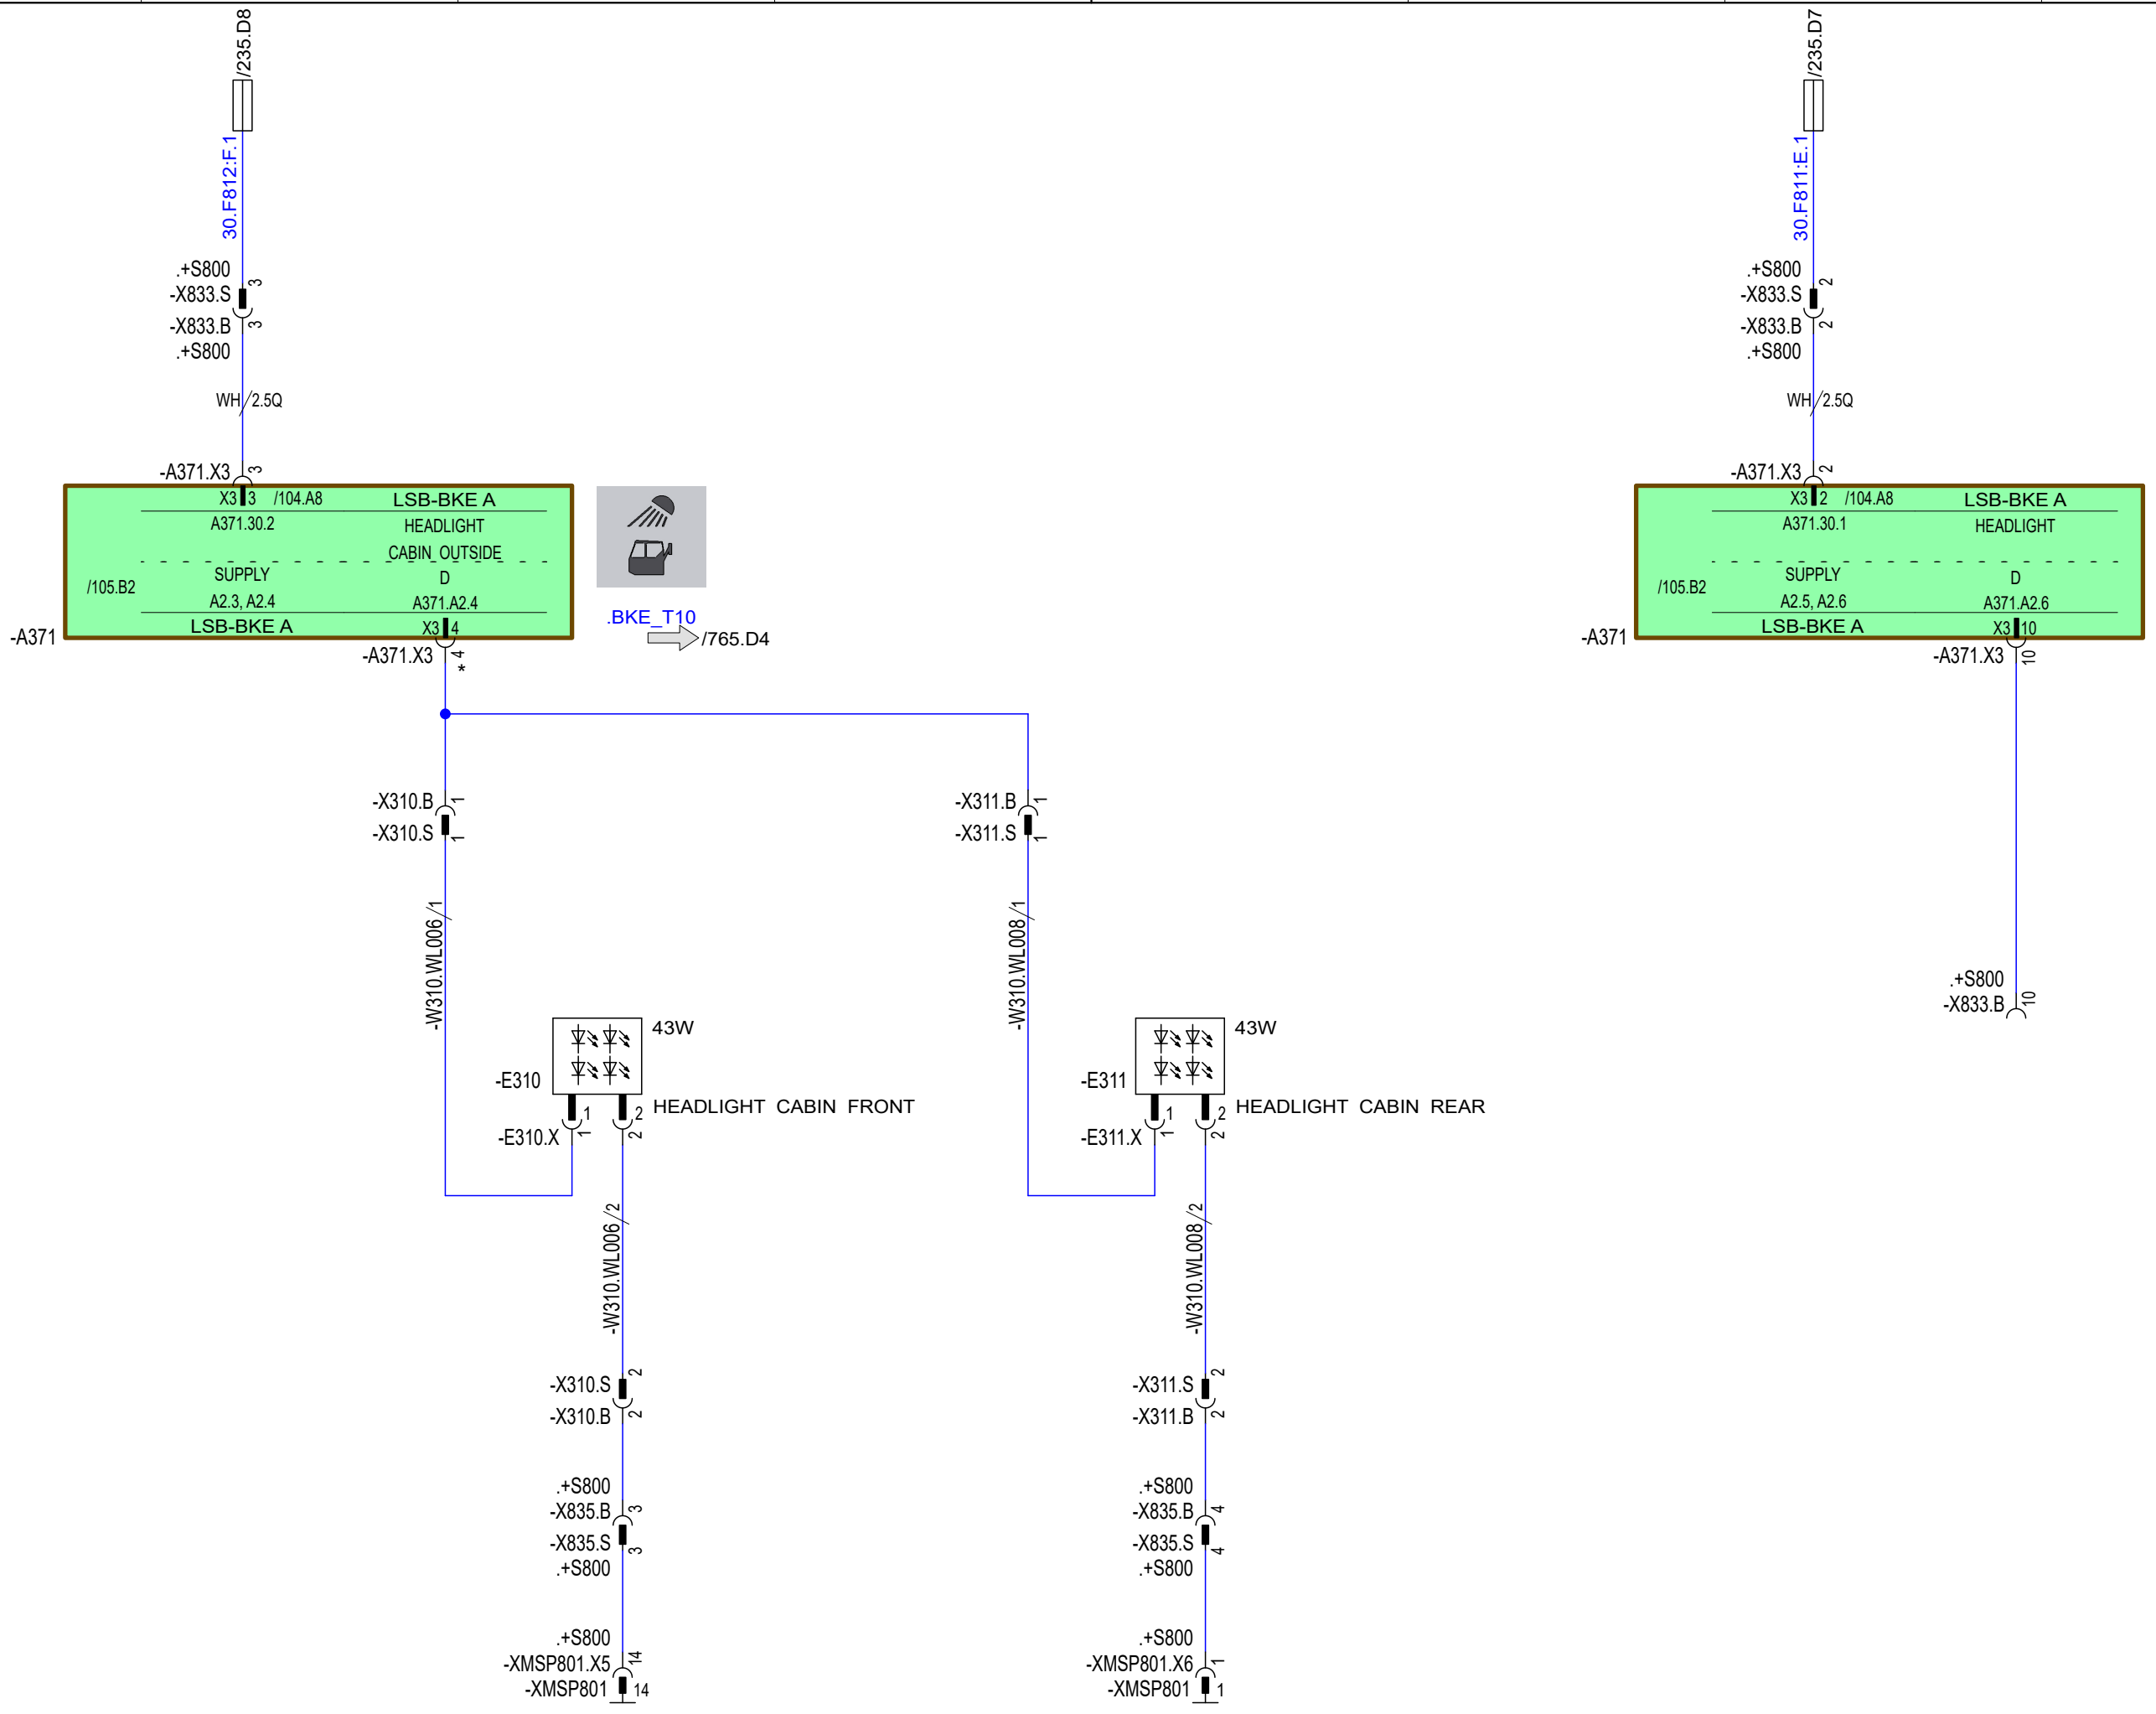 /235.D8
30.F812:F.1
.+S800
-X833.S
3
-X833.B
3
.+S800
WH
2.5Q
-A371.X3
3
X3 3 /104.A8 LSB-BKE A
A371.30.2 HEADLIGHT
CABIN OUTSIDE
SUPPLY D
/105.B2
A2.3, A2.4 A371.A2.4
LSB-BKE A X3 4
-A371
-A371.X3
4
*
.BKE_T10
/765.D4
-X310.B
1
-X310.S
1
-W310.WL006
/1
43W
-E310
1 2
HEADLIGHT CABIN FRONT
-E310.X
1 2
-W310.WL006
/2
-X310.S
2
-X310.B
2
.+S800
-X835.B
3
-X835.S
3
.+S800
.+S800
-XMSP801.X5
14
-XMSP801
14
-X311.B
1
-X311.S
1
-W310.WL008
/1
43W
-E311
1 2
HEADLIGHT CABIN REAR
-E311.X
1 2
-W310.WL008
/2
-X311.S
2
-X311.B
2
.+S800
-X835.B
4
-X835.S
4
.+S800
.+S800
-XMSP801.X6
1
-XMSP801
1
/235.D7
30.F811:E.1
.+S800
-X833.S
2
-X833.B
2
.+S800
WH
2.5Q
-A371.X3
2
X3 2 /104.A8 LSB-BKE A
A371.30.1 HEADLIGHT
SUPPLY D
/105.B2
A2.5, A2.6 A371.A2.6
LSB-BKE A X3 10
-A371
-A371.X3
10
.+S800
-X833.B
10